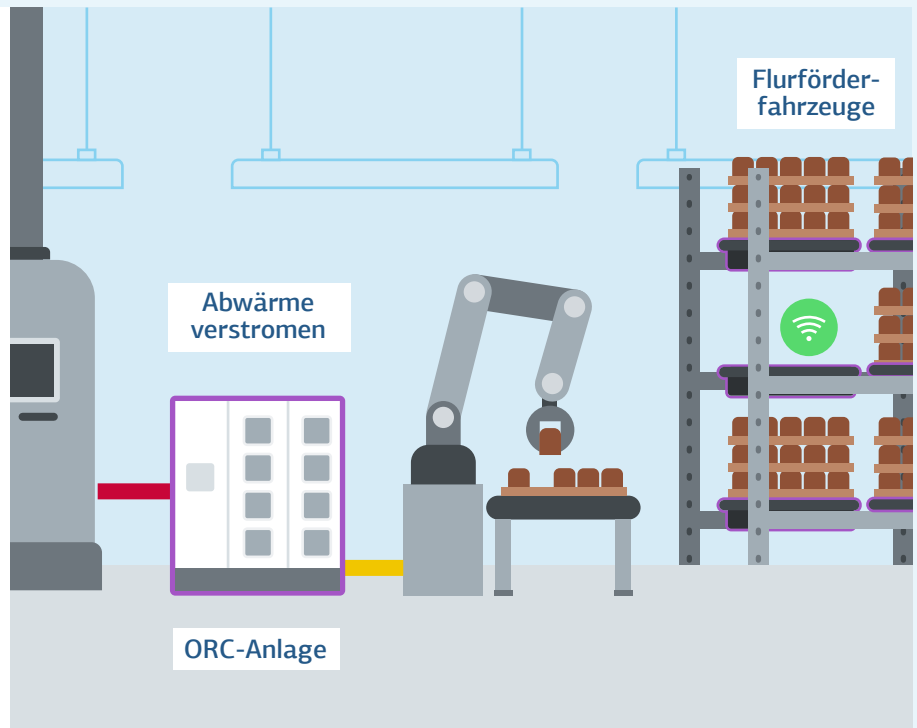 Flurförder-
fahrzeuge
Abwärme
verstromen
ORC-Anlage